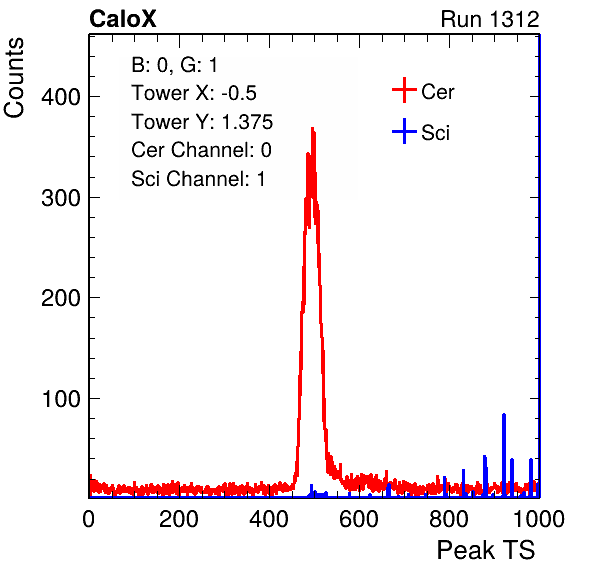 CaloX Run 1312
Counts
B: 0, G: 1
Tower X: -0.5
Tower Y: 1.375
Cer Channel: 0
Sci Channel: 1
Cer
Sci
400
300
200
100
0 200 400 600 800 1000
Peak TS